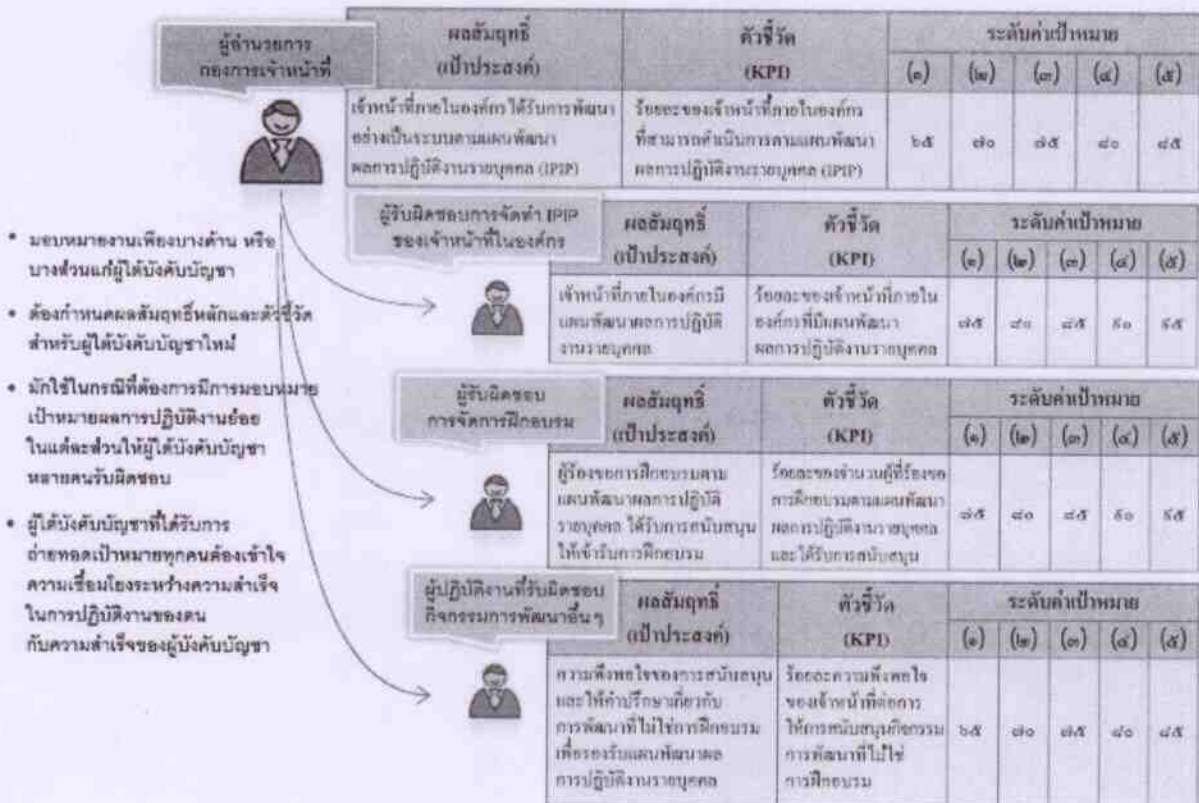 ผู้อำนวยการ
กองการเจ้าหน้าที่
ผลสัมฤทธิ์
(เป้าประสงค์)
ตัวชี้วัด
(KPI)
ระดับค่าเป้าหมาย
(๑) (๒) (๓) (๔) (๕)
เจ้าหน้าที่ภายในองค์กรได้รับการพัฒนา
อย่างเป็นระบบตามแผนพัฒนา
ผลการปฏิบัติงานรายบุคคล (IPIP)
ร้อยละของเจ้าหน้าที่ภายในองค์กร
ที่สามารถดำเนินการตามแผนพัฒนา
ผลการปฏิบัติงานรายบุคคล (IPIP)
๖๕ ๗๐ ๗๕ ๘๐ ๘๕
• มอบหมายงานเพียงบางด้าน หรือ
บางส่วนแก่ผู้ใต้บังคับบัญชา
• ต้องกำหนดผลสัมฤทธิ์หลักและตัวชี้วัด
สำหรับผู้ใต้บังคับบัญชาใหม่
• มักใช้ในกรณีที่ต้องการมีการมอบหมาย
เป้าหมายผลการปฏิบัติงานย่อย
ในแต่ละส่วนให้ผู้ใต้บังคับบัญชา
หลายคนรับผิดชอบ
• ผู้ใต้บังคับบัญชาที่ได้รับการ
ถ่ายทอดเป้าหมายทุกคนต้องเข้าใจ
ความเชื่อมโยงระหว่างความสำเร็จ
ในการปฏิบัติงานของตน
กับความสำเร็จของผู้บังคับบัญชา
ผู้รับผิดชอบการจัดทำ IPIP
ของเจ้าหน้าที่ในองค์กร
ผลสัมฤทธิ์
(เป้าประสงค์)
ตัวชี้วัด
(KPI)
ระดับค่าเป้าหมาย
(๑) (๒) (๓) (๔) (๕)
เจ้าหน้าที่ภายในองค์กรมี
แผนพัฒนาผลการปฏิบัติ
งานรายบุคคล
ร้อยละของเจ้าหน้าที่ภายใน
องค์กรที่มีแผนพัฒนา
ผลการปฏิบัติงานรายบุคคล
๗๕ ๘๐ ๘๕ ๙๐ ๙๕
ผู้รับผิดชอบ
การจัดการฝึกอบรม
ผลสัมฤทธิ์
(เป้าประสงค์)
ตัวชี้วัด
(KPI)
ระดับค่าเป้าหมาย
(๑) (๒) (๓) (๔) (๕)
ผู้ร้องขอการฝึกอบรมตาม
แผนพัฒนาผลการปฏิบัติ
รายบุคคล ได้รับการสนับสนุน
ให้เข้ารับการฝึกอบรม
ร้อยละของจำนวนผู้ที่ร้องขอ
การฝึกอบรมตามแผนพัฒนา
ผลการปฏิบัติงานรายบุคคล
และได้รับการสนับสนุน
๗๕ ๘๐ ๘๕ ๙๐ ๙๕
ผู้ปฏิบัติงานที่รับผิดชอบ
กิจกรรมการพัฒนาอื่นๆ
ผลสัมฤทธิ์
(เป้าประสงค์)
ตัวชี้วัด
(KPI)
ระดับค่าเป้าหมาย
(๑) (๒) (๓) (๔) (๕)
ความพึงพอใจของการสนับสนุน
และให้คำปรึกษาเกี่ยวกับ
การพัฒนาที่ไม่ใช่การฝึกอบรม
เพื่อรองรับแผนพัฒนาผล
การปฏิบัติงานรายบุคคล
ร้อยละความพึงพอใจ
ของเจ้าหน้าที่ต่อการ
ให้การสนับสนุนกิจกรรม
การพัฒนาที่ไม่ใช่
การฝึกอบรม
๖๕ ๗๐ ๗๕ ๘๐ ๘๕